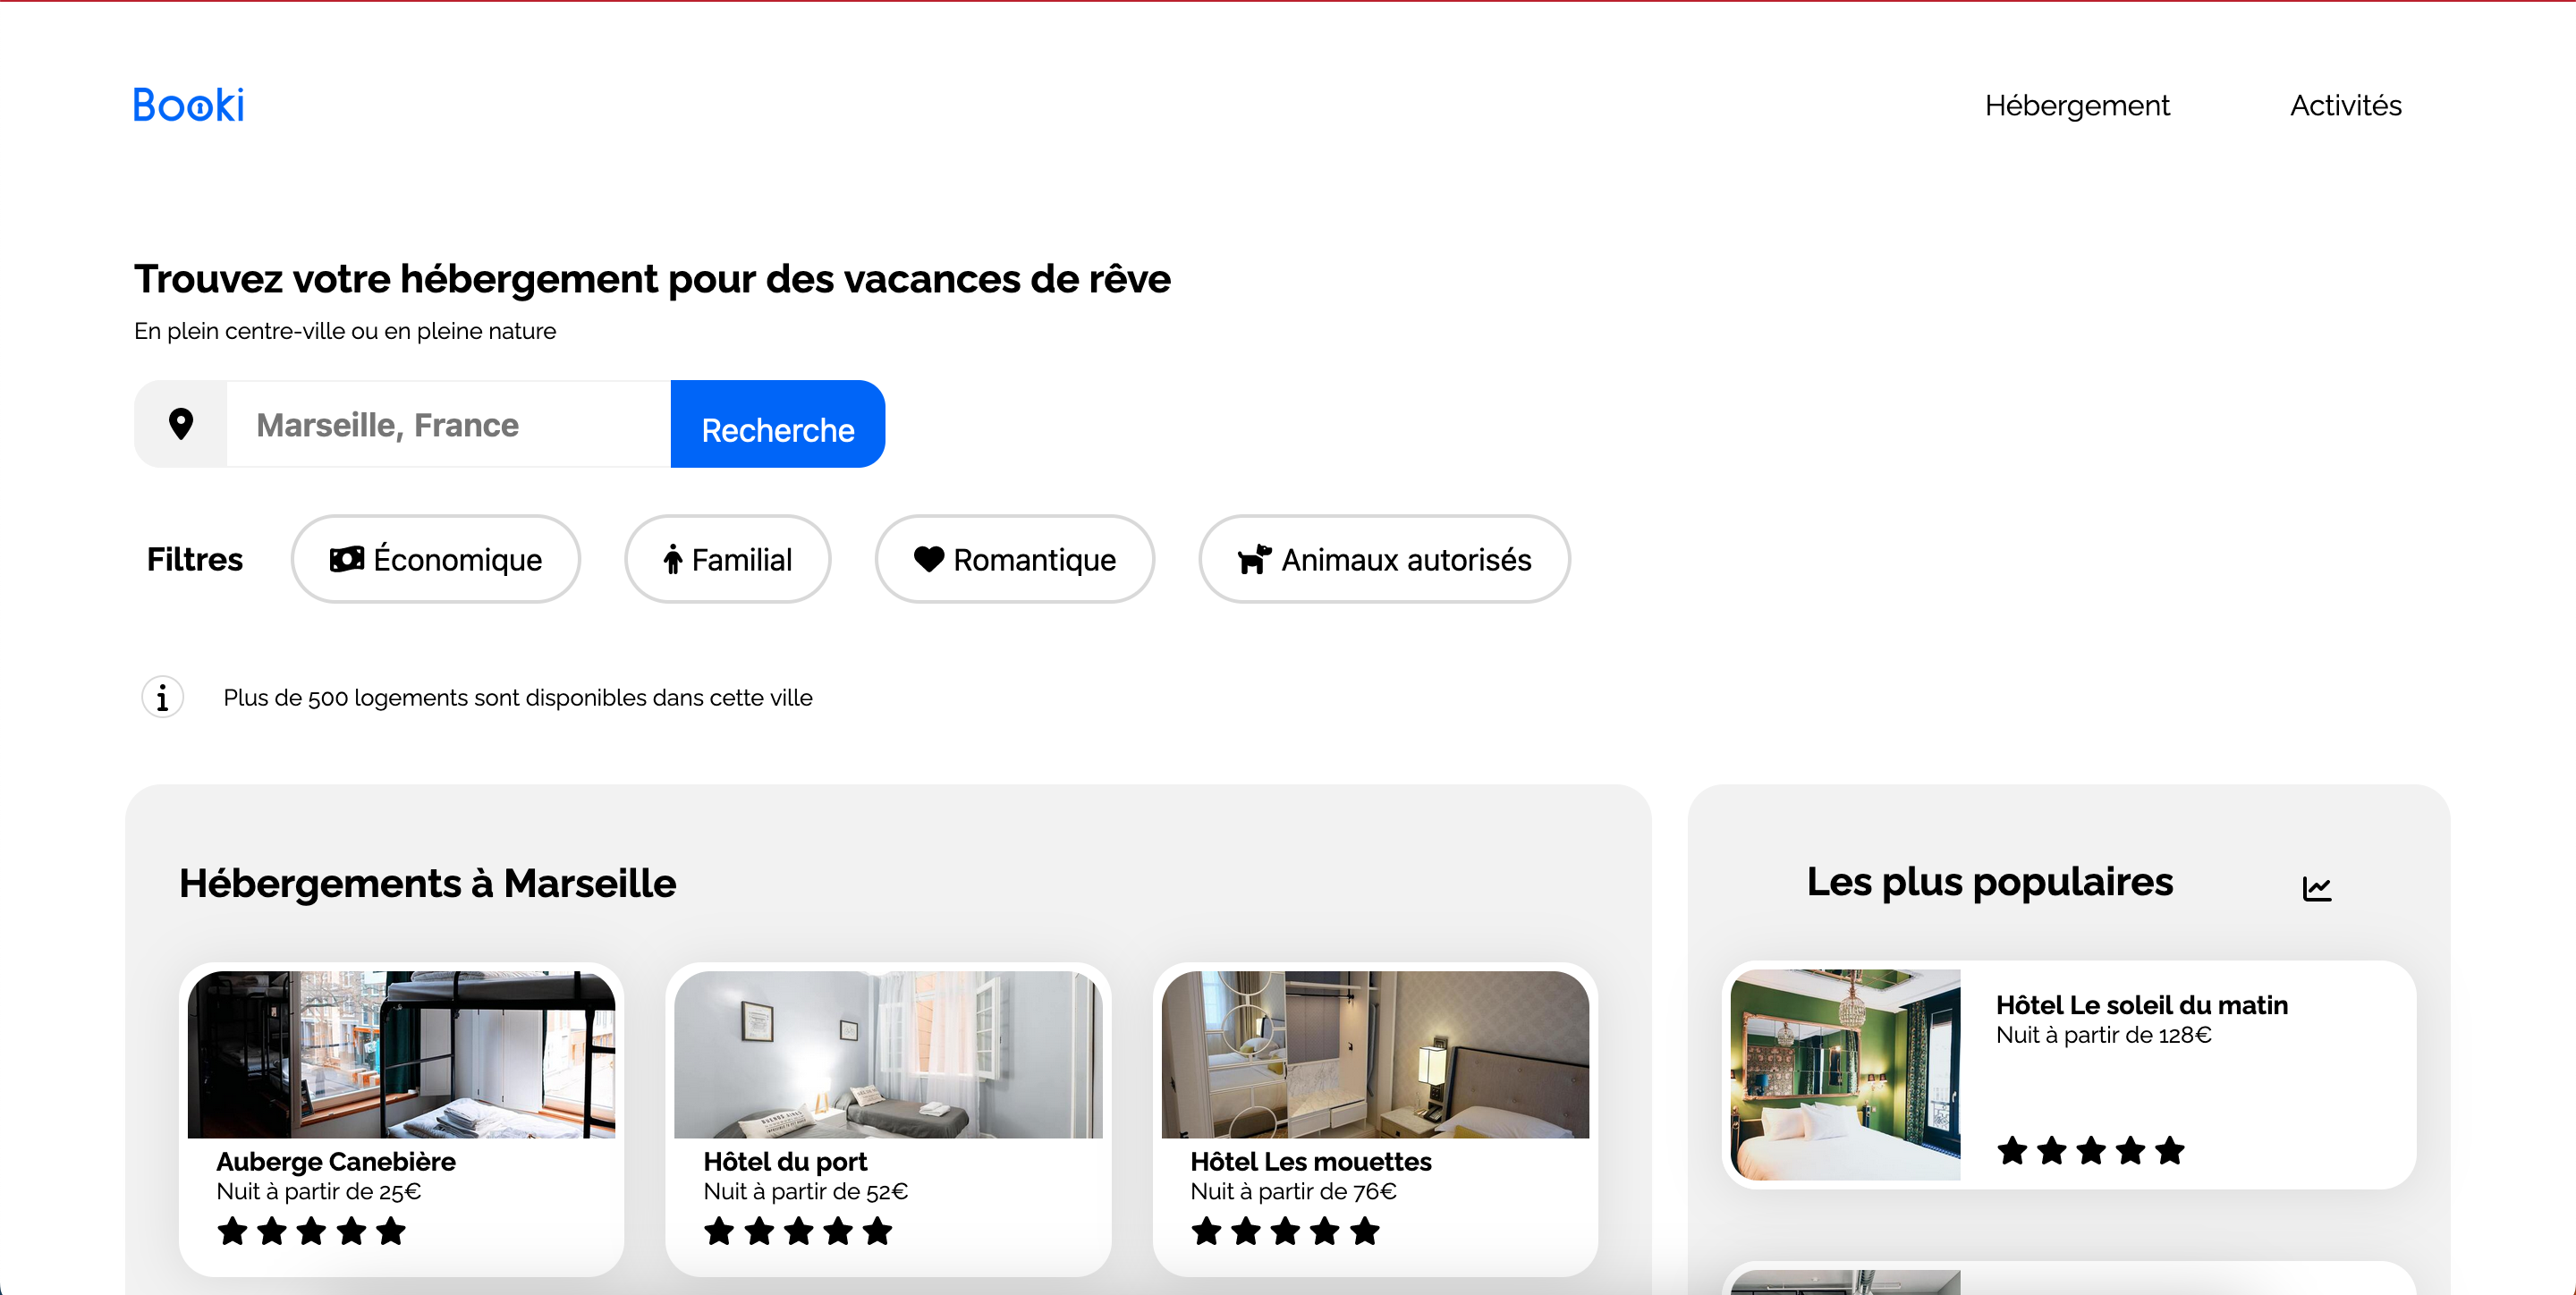 Booki
Hébergement
Activités
Trouvez votre hébergement pour des vacances de rêve
En plein centre-ville ou en pleine nature
Marseille, France
Recherche
Filtres
Économique
Familial
Romantique
Animaux autorisés
Plus de 500 logements sont disponibles dans cette ville
Hébergements à Marseille
Auberge Canebière
Nuit à partir de 25€
Hôtel du port
Nuit à partir de 52€
Hôtel Les mouettes
Nuit à partir de 76€
Les plus populaires
Hôtel Le soleil du matin
Nuit à partir de 128€